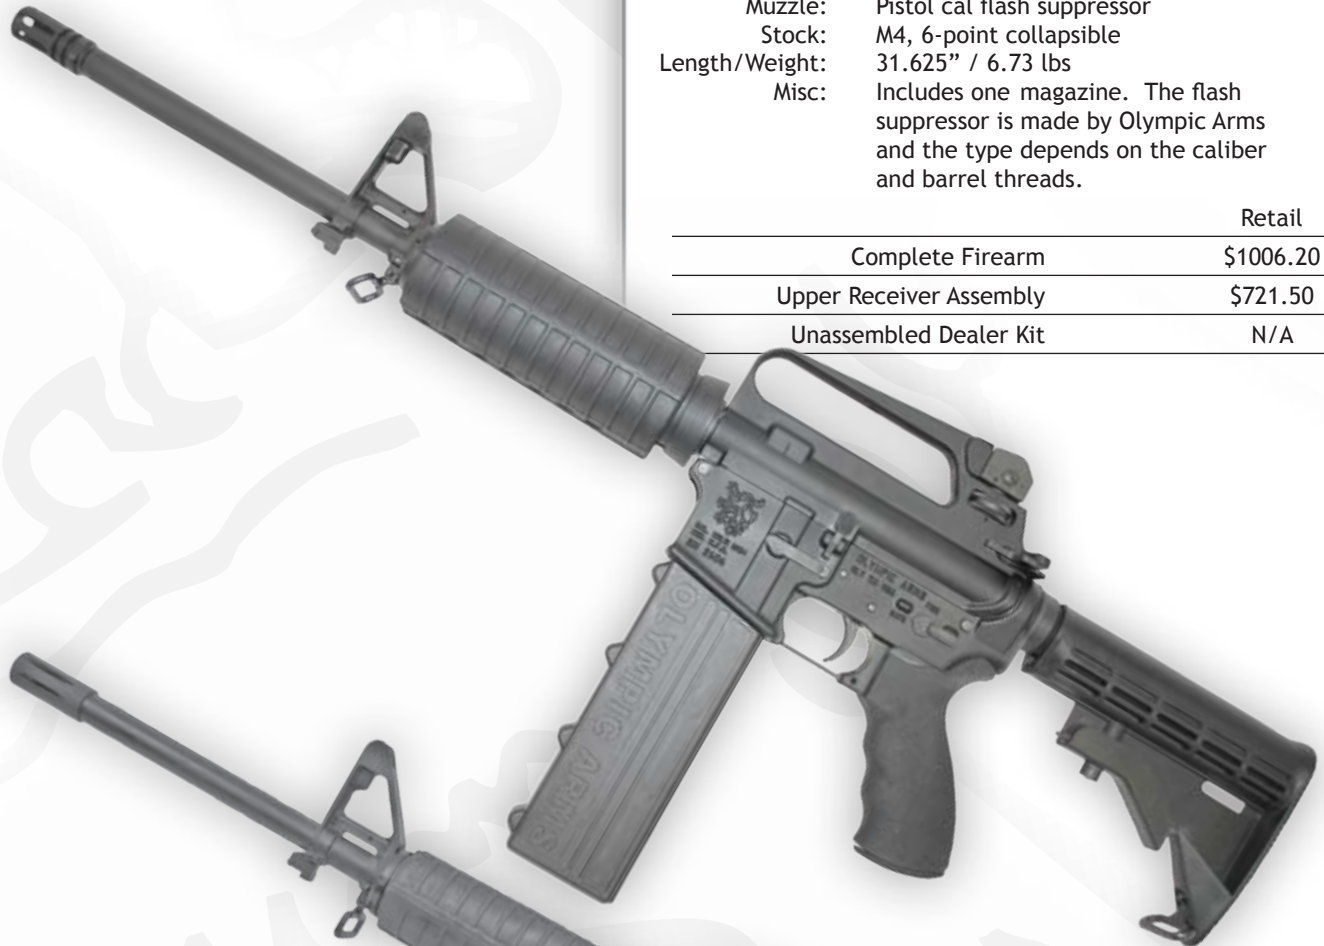 Muzzle: Pistol cal flash suppressor
Stock: M4, 6-point collapsible
Length/Weight: 31.625” / 6.73 lbs
Misc: Includes one magazine. The flash
suppressor is made by Olympic Arms
and the type depends on the caliber
and barrel threads.
Retail
Complete Firearm $1006.20
Upper Receiver Assembly $721.50
Unassembled Dealer Kit N/A
OLYMPIC ARMS
OLYMPIC ARMS